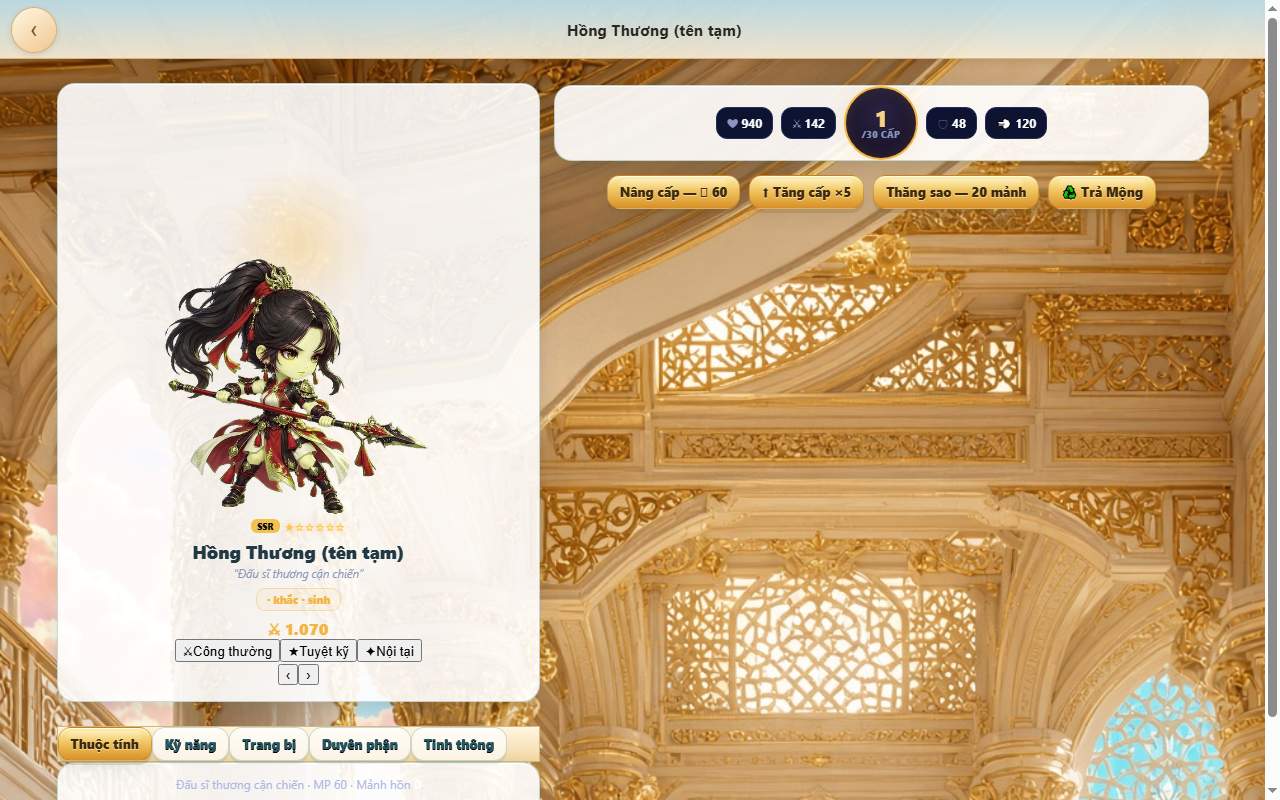 ‹
Hồng Thương (tên tạm)
940
142
1
/30 CẤP
48
120
Nâng cấp — 60
↑ Tăng cấp ×5
Thăng sao — 20 mảnh
Trả Mộng
SSR ★☆☆☆☆☆
Hồng Thương (tên tạm)
"Đấu sĩ thương cận chiến"
· khắc · sinh
⚔ 1.070
⚔Công thường
★Tuyệt kỹ
✦Nội tại
‹ ›
Thuộc tính
Kỹ năng
Trang bị
Duyên phận
Tinh thông
Đấu sĩ thương cận chiến · MP 60 · Mảnh hồn